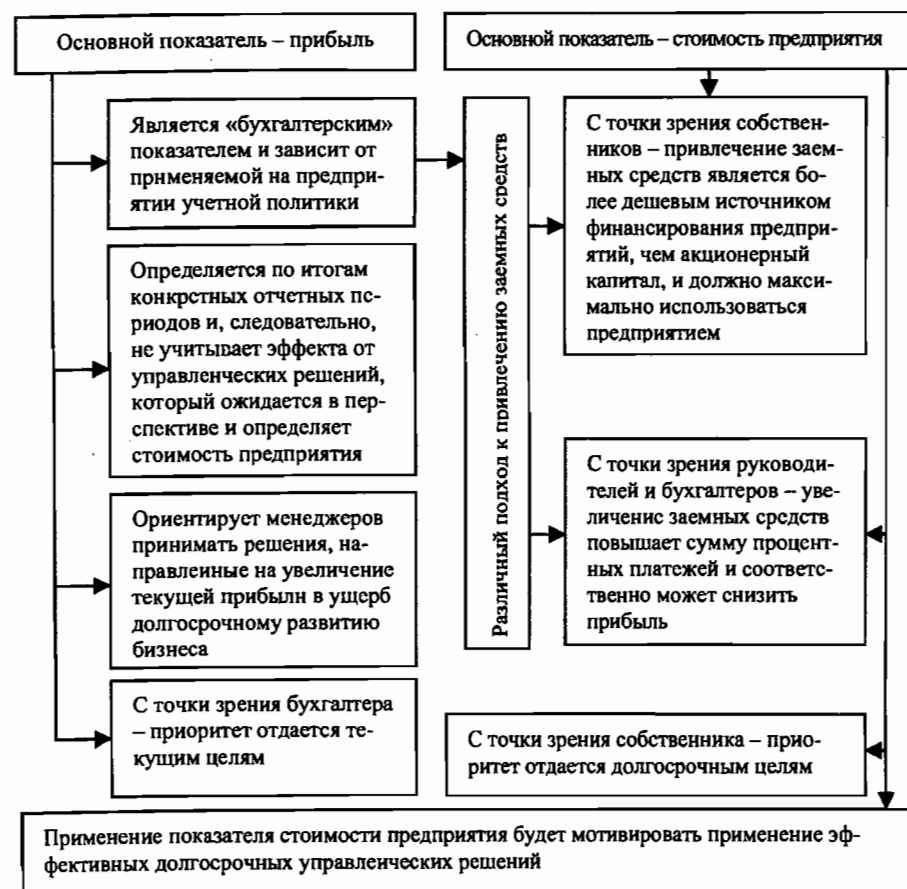 Основной показатель – прибыль
Является «бухгалтерским»
показателем и зависит от
применяемой на предпри-
ятии учетной политики
Определяется по итогам
конкретных отчетных пе-
риодов и, следовательно,
не учитывает эффекта от
управленческих решений,
который ожидается в пер-
спективе и определяет
стоимость предприятия
Ориентирует менеджеров
принимать решения, на-
правленные на увеличение
текущей прибыли в ущерб
долгосрочному развитию
бизнеса
С точки зрения бухгалтера
– приоритет отдается те-
кущим целям
Различный подход к привлечению заемных средств
Основной показатель – стоимость предприятия
С точки зрения собствен-
ников – привлечение заем-
ных средств является бо-
лее дешевым источником
финансирования предпри-
ятий, чем акционерный
капитал, и должно макси-
мально использоваться
предприятием
С точки зрения руководи-
телей и бухгалтеров – уве-
личение заемных средств
повышает сумму процент-
ных платежей и соответс-
твенно может снизить
прибыль
С точки зрения собственника – прио-
ритет отдается долгосрочным целям
Применение показателя стоимости предприятия будет мотивировать применение эф-
фективных долгосрочных управленческих решений